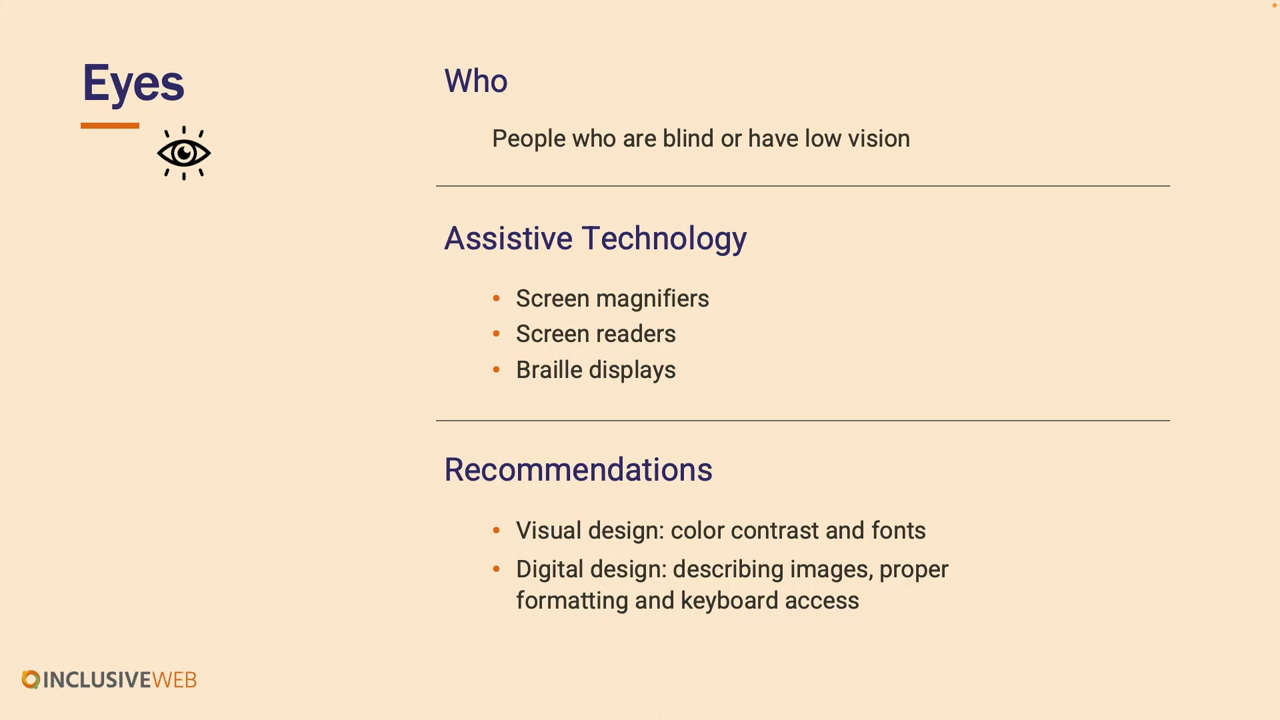 Eyes
Who
People who are blind or have low vision
Assistive Technology
• Screen magnifiers
• Screen readers
• Braille displays
Recommendations
• Visual design: color contrast and fonts
• Digital design: describing images, proper
formatting and keyboard access
INCLUSIVEWEB